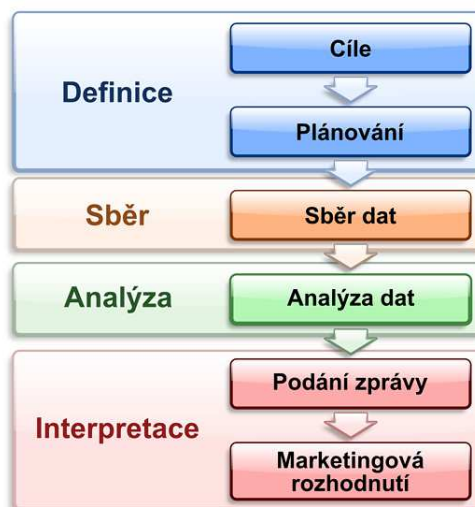 Definice
Cíle
Plánování
Sběr
Sběr dat
Analýza
Analýza dat
Interpretace
Podání zprávy
Marketingová
rozhodnutí